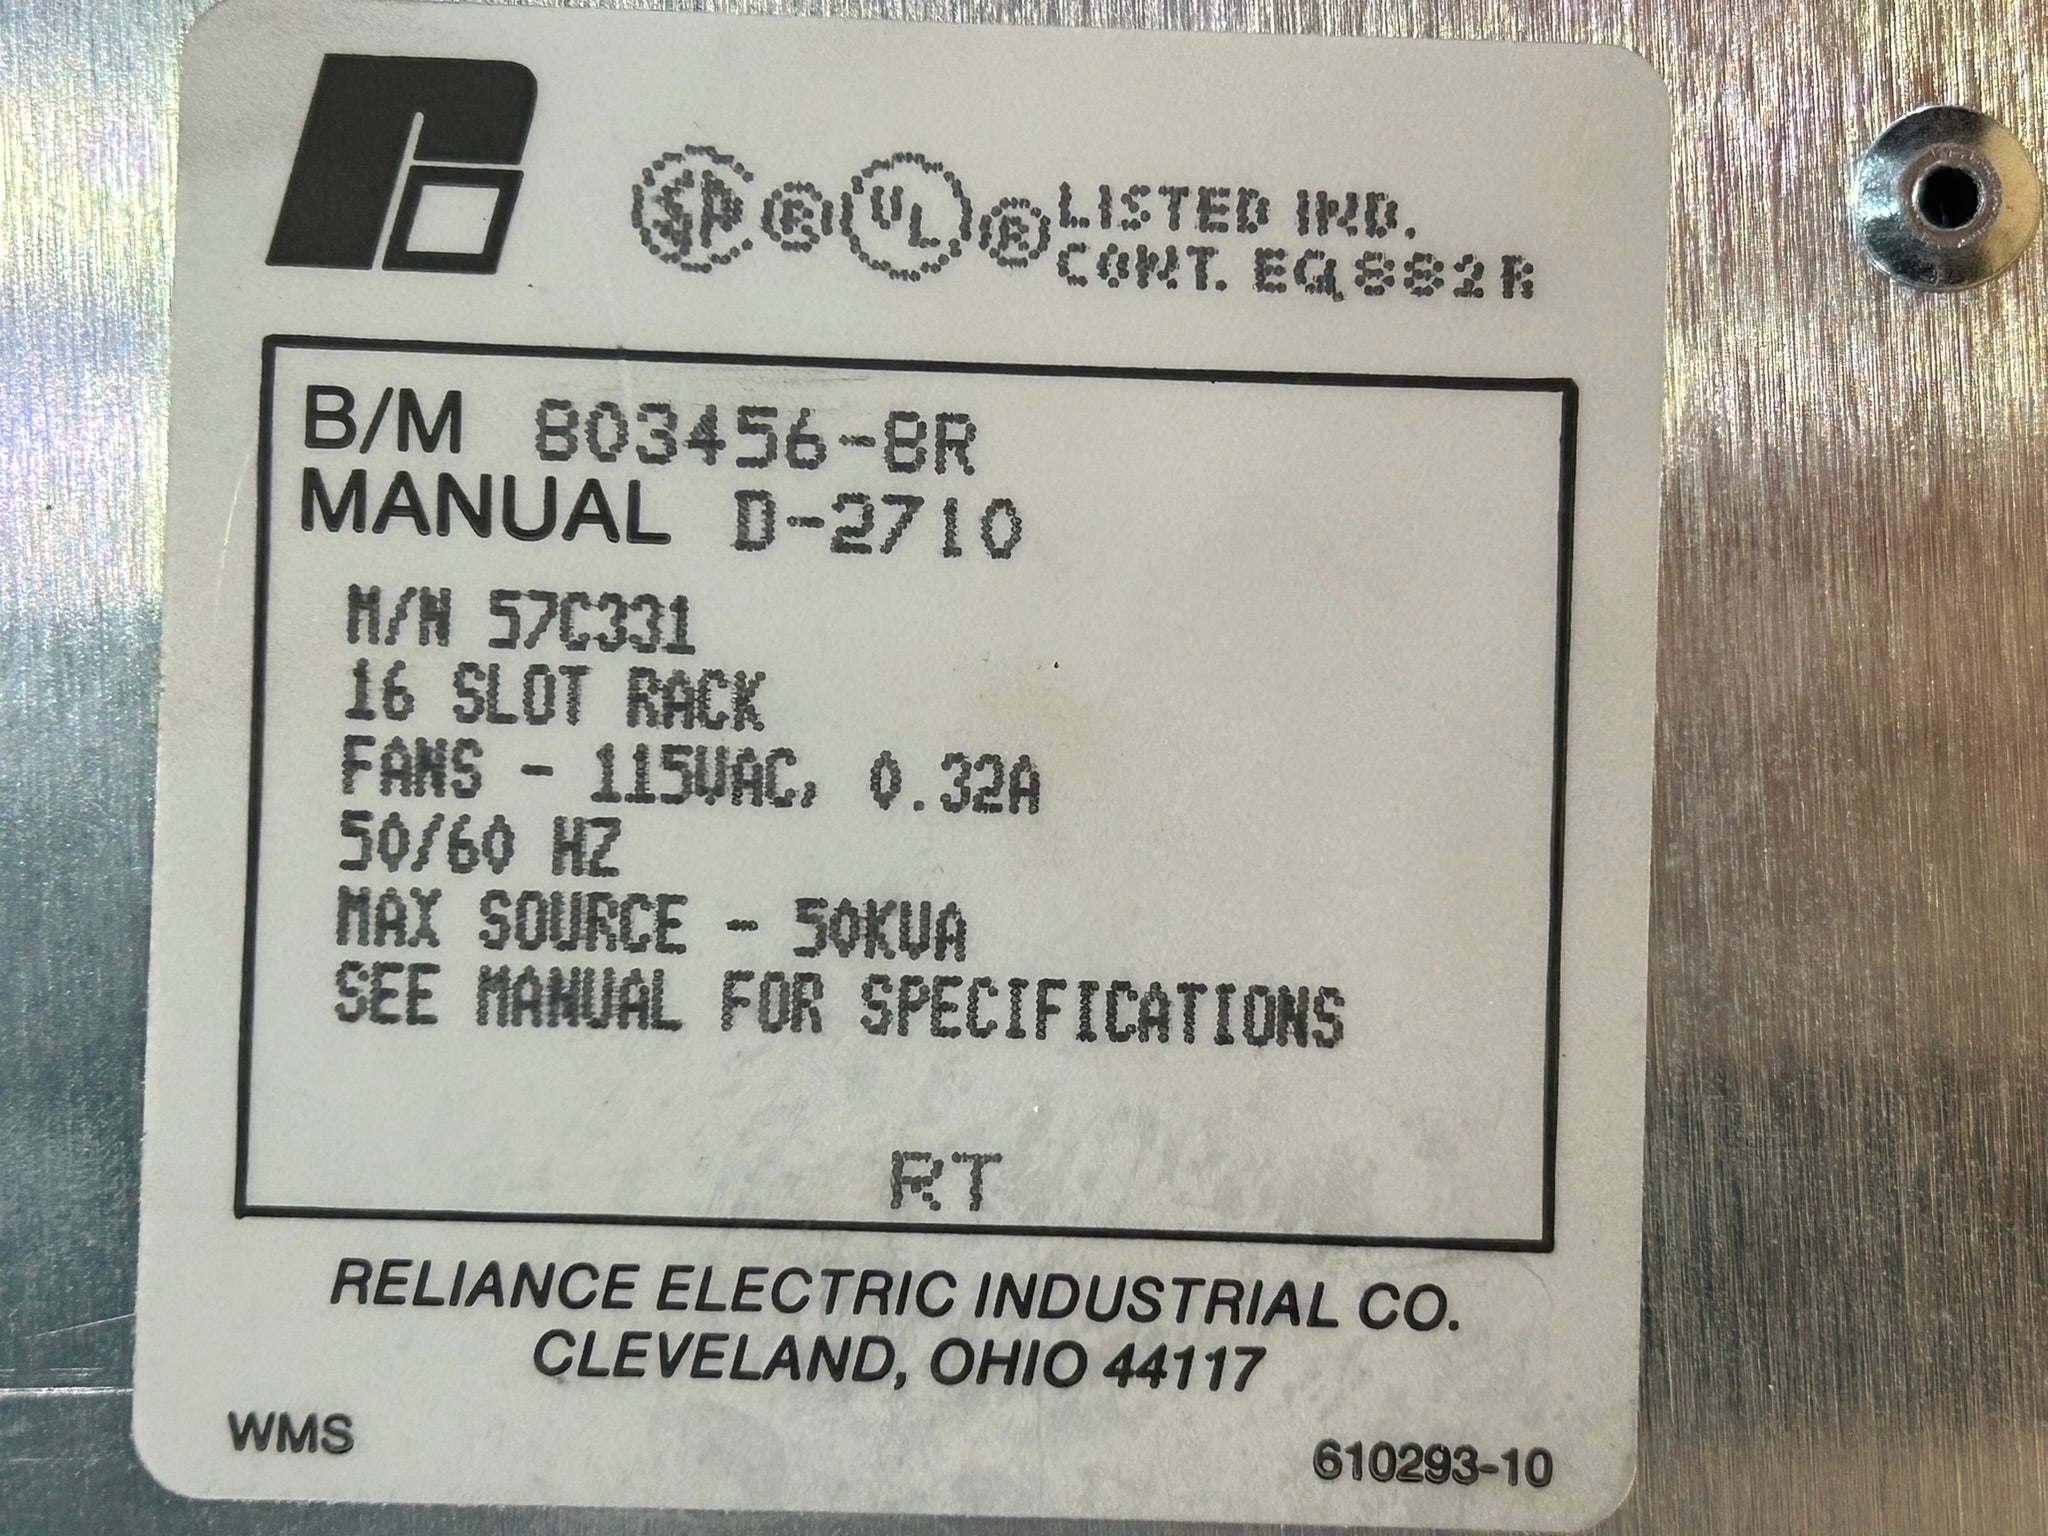 SP ® UL ® LISTED IND.
CONT. EQ. 882R
B/M 803456-BR
MANUAL D-2710
M/N 57C331
16 SLOT RACK
FANS - 115VAC, 0.32A
50/60 HZ
MAX SOURCE - 50KVA
SEE MANUAL FOR SPECIFICATIONS
RT
RELIANCE ELECTRIC INDUSTRIAL CO.
CLEVELAND, OHIO 44117
WMS
610293-10